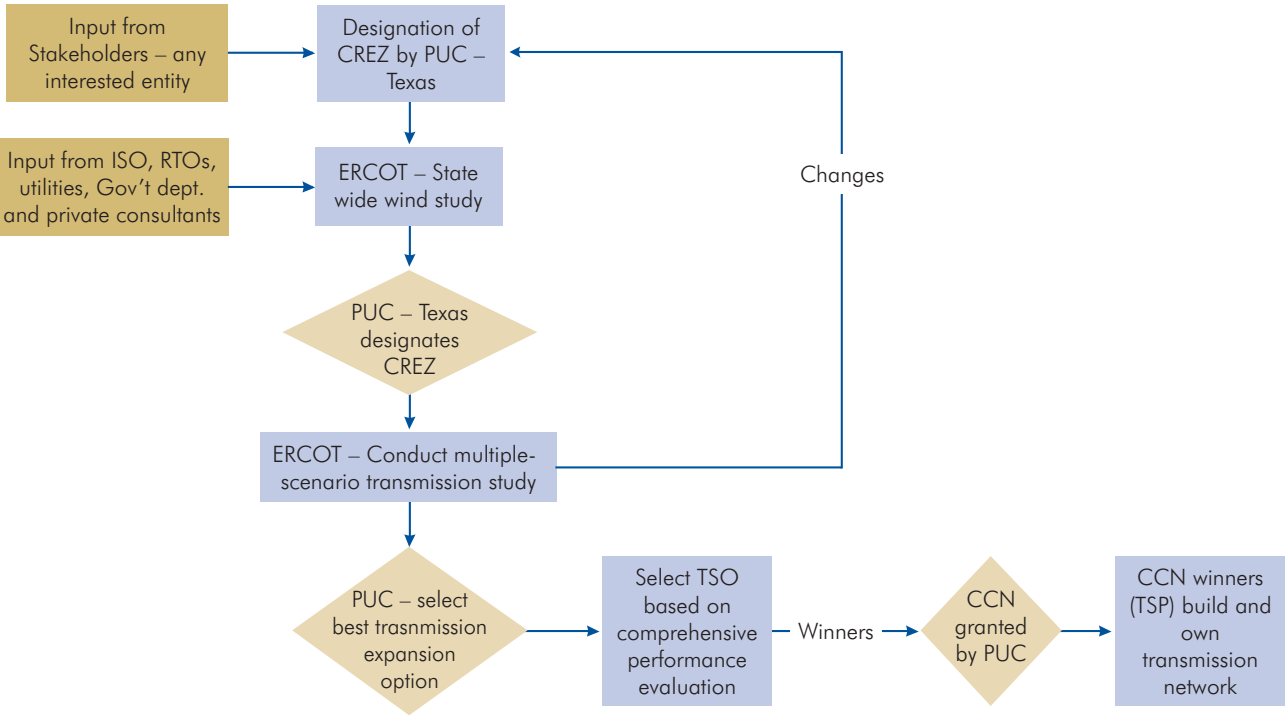 Input from
Stakeholders – any
interested entity
Designation of
CREZ by PUC –
Texas
Input from ISO, RTOs,
utilities, Gov’t dept.
and private consultants
ERCOT – State
wide wind study
Changes
PUC – Texas
designates
CREZ
ERCOT – Conduct multiple-
scenario transmission study
PUC – select
best trasnmission
expansion
option
Select TSO
based on
comprehensive
performance
evaluation
Winners
CCN
granted
by PUC
CCN winners
(TSP) build and
own
transmission
network